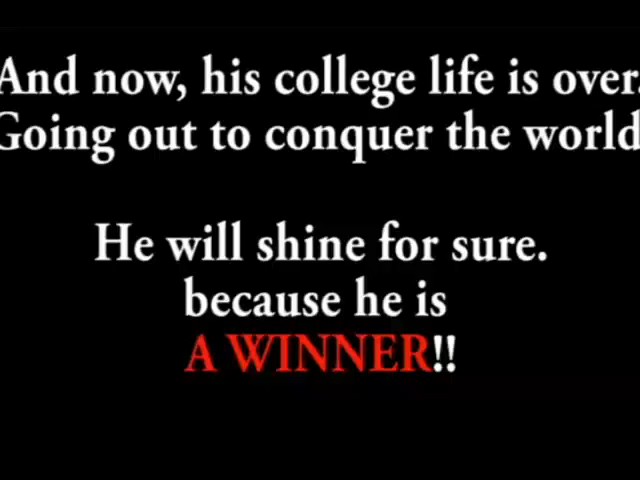 And now, his college life is over.
Going out to conquer the world
He will shine for sure.
because he is
A WINNER!!